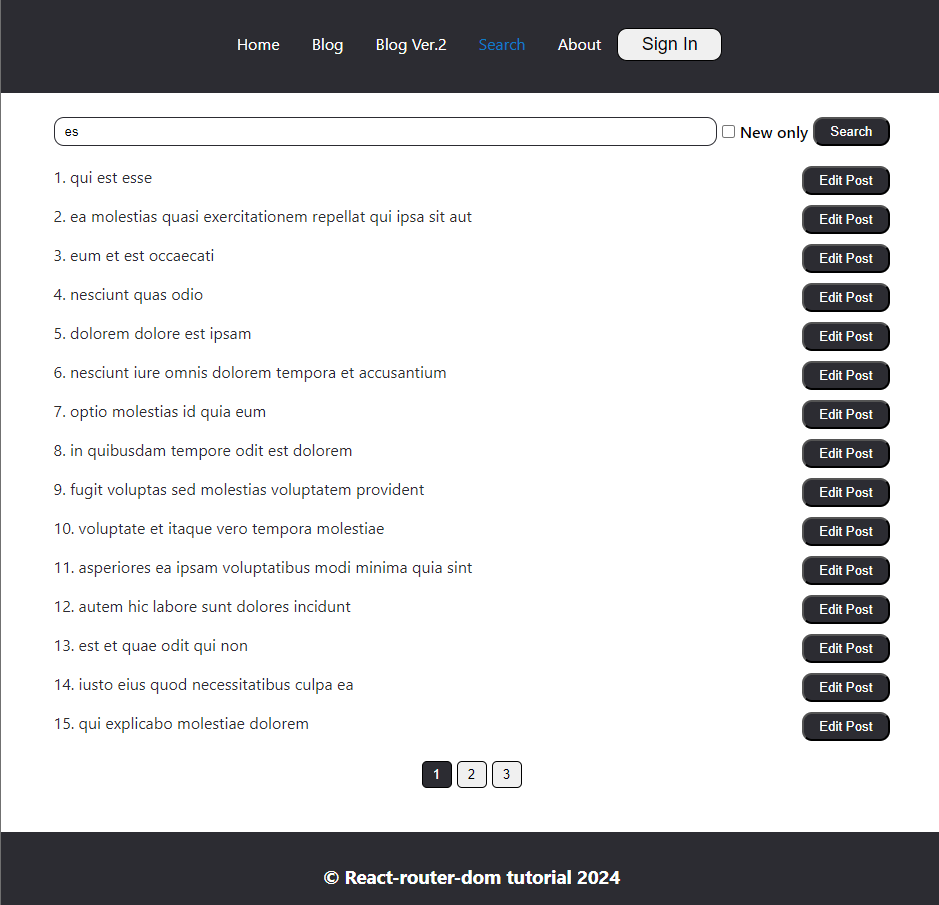 Home Blog Blog Ver.2 Search About Sign In
es New only Search
1. qui est esse Edit Post
2. ea molestias quasi exercitationem repellat qui ipsa sit aut Edit Post
3. eum et est occaecati Edit Post
4. nesciunt quas odio Edit Post
5. dolorem dolore est ipsam Edit Post
6. nesciunt iure omnis dolorem tempora et accusantium Edit Post
7. optio molestias id quia eum Edit Post
8. in quibusdam tempore odit est dolorem Edit Post
9. fugit voluptas sed molestias voluptatem provident Edit Post
10. voluptate et itaque vero tempora molestiae Edit Post
11. asperiores ea ipsam voluptatibus modi minima quia sint Edit Post
12. autem hic labore sunt dolores incidunt Edit Post
13. est et quae odit qui non Edit Post
14. iusto eius quod necessitatibus culpa ea Edit Post
15. qui explicabo molestiae dolorem Edit Post
1 2 3
© React-router-dom tutorial 2024